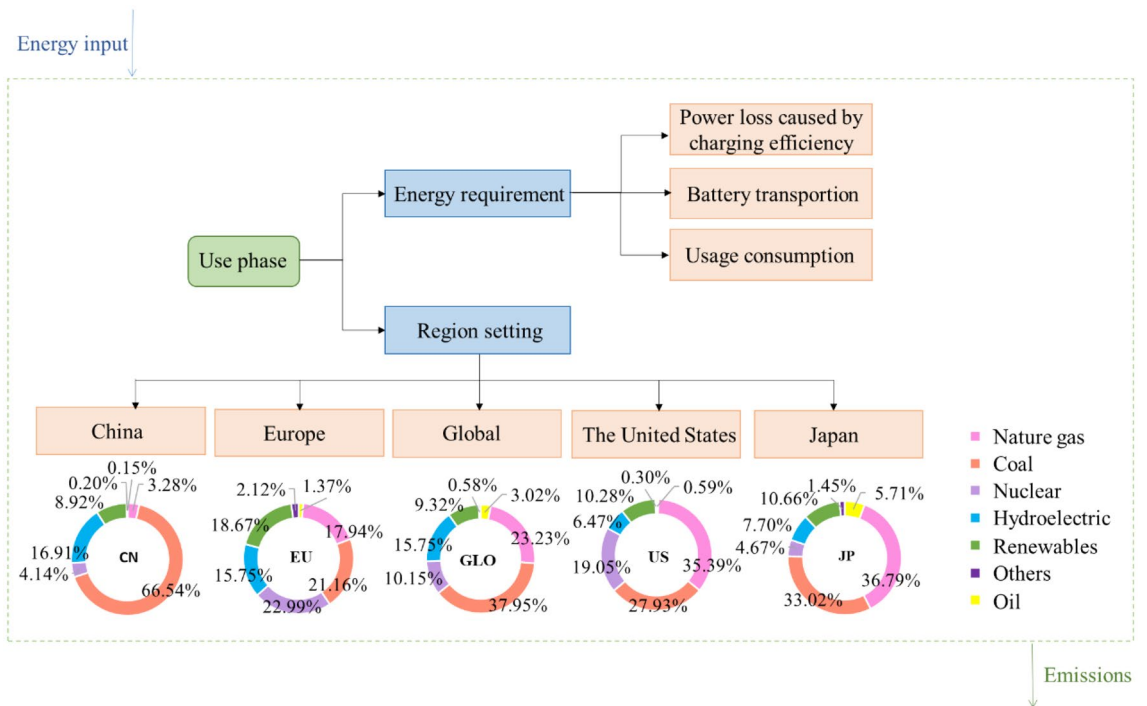 Energy input
Power loss caused by
charging efficiency
Energy requirement
Battery transportion
Use phase
Usage consumption
Region setting
China
Europe
Global
The United States
Japan
0.15%
0.20%
3.28%
8.92%
16.91%
4.14%
66.54%
CN
2.12%
1.37%
18.67%
17.94%
15.75%
21.16%
22.99%
EU
0.58%
9.32%
3.02%
15.75%
23.23%
10.15%
37.95%
GLO
0.30%
10.28%
0.59%
6.47%
19.05%
35.39%
27.93%
US
1.45%
10.66%
5.71%
7.70%
4.67%
36.79%
33.02%
JP
Nature gas
Coal
Nuclear
Hydroelectric
Renewables
Others
Oil
Emissions